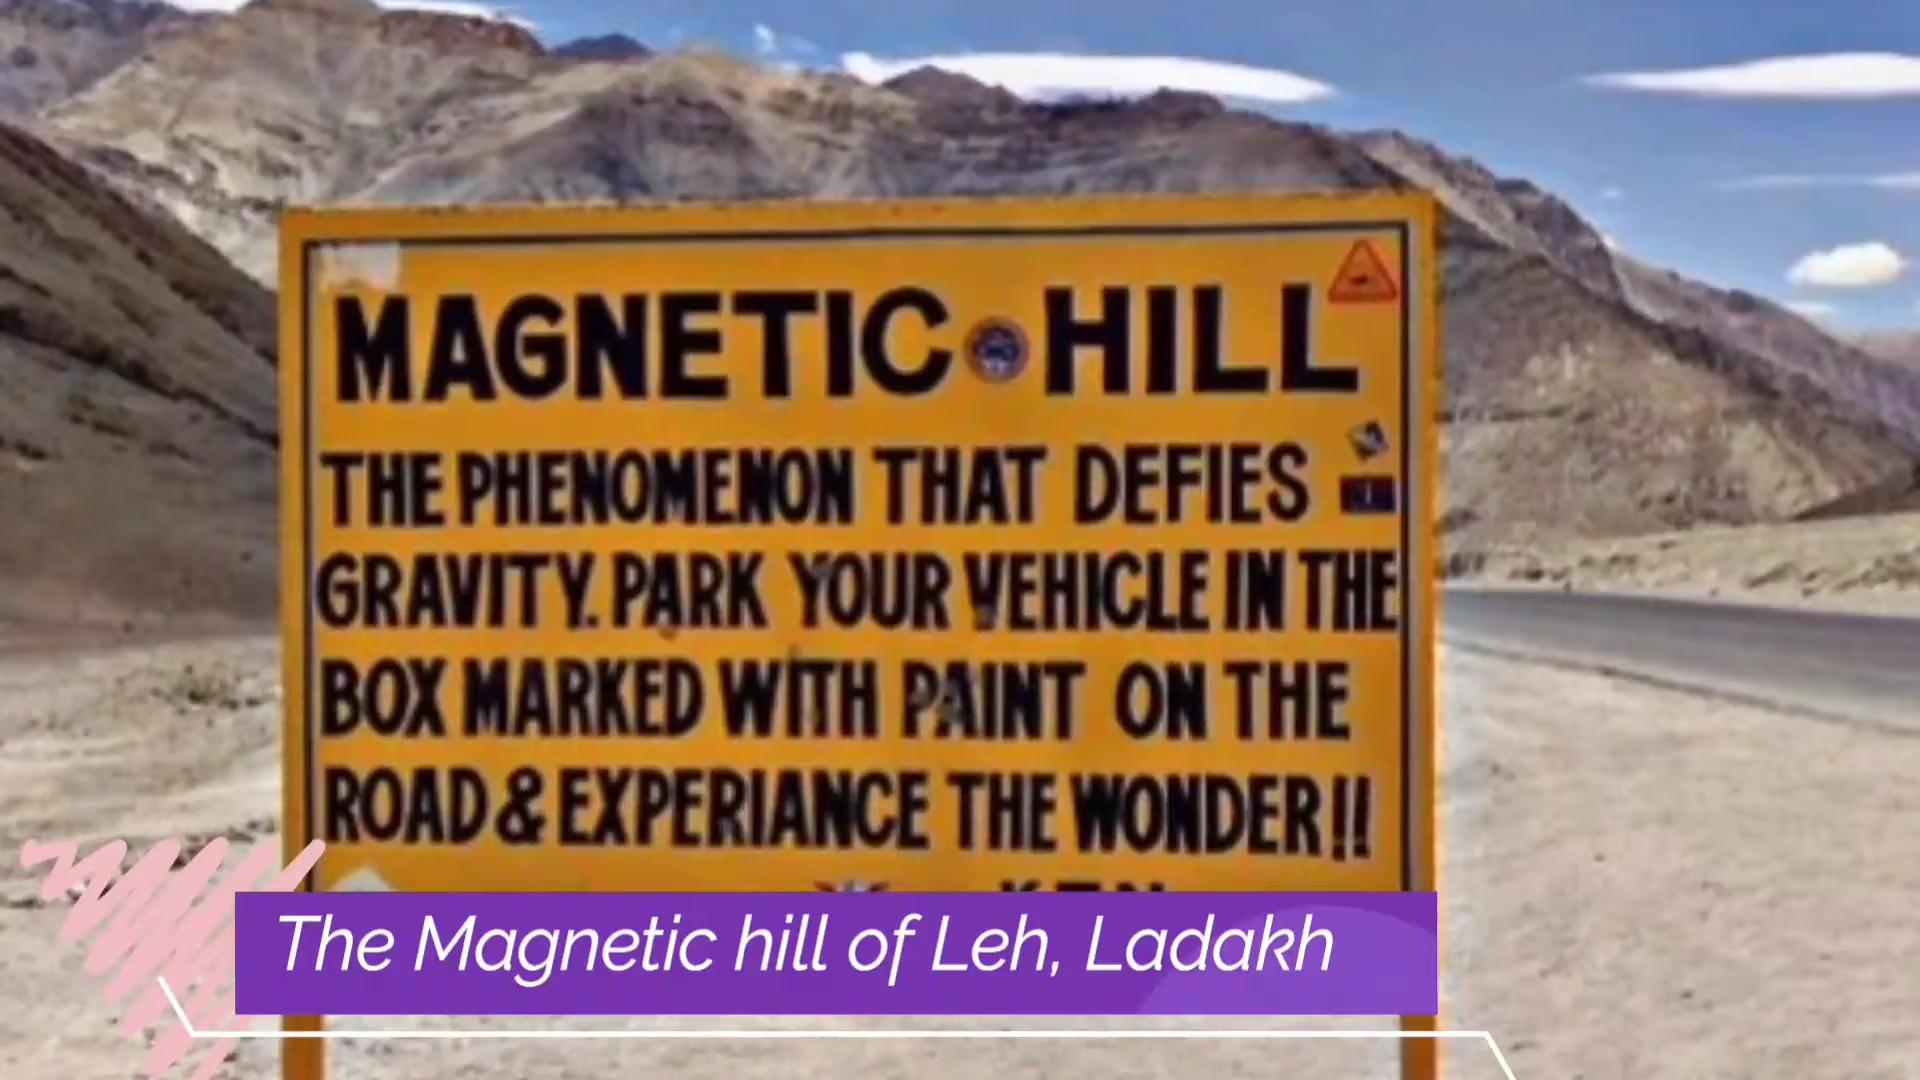 MAGNETIC HILL
THE PHENOMENON THAT DEFIES
GRAVITY. PARK YOUR VEHICLE IN THE
BOX MARKED WITH PAINT ON THE
ROAD & EXPERIANCE THE WONDER!!
The Magnetic hill of Leh, Ladakh